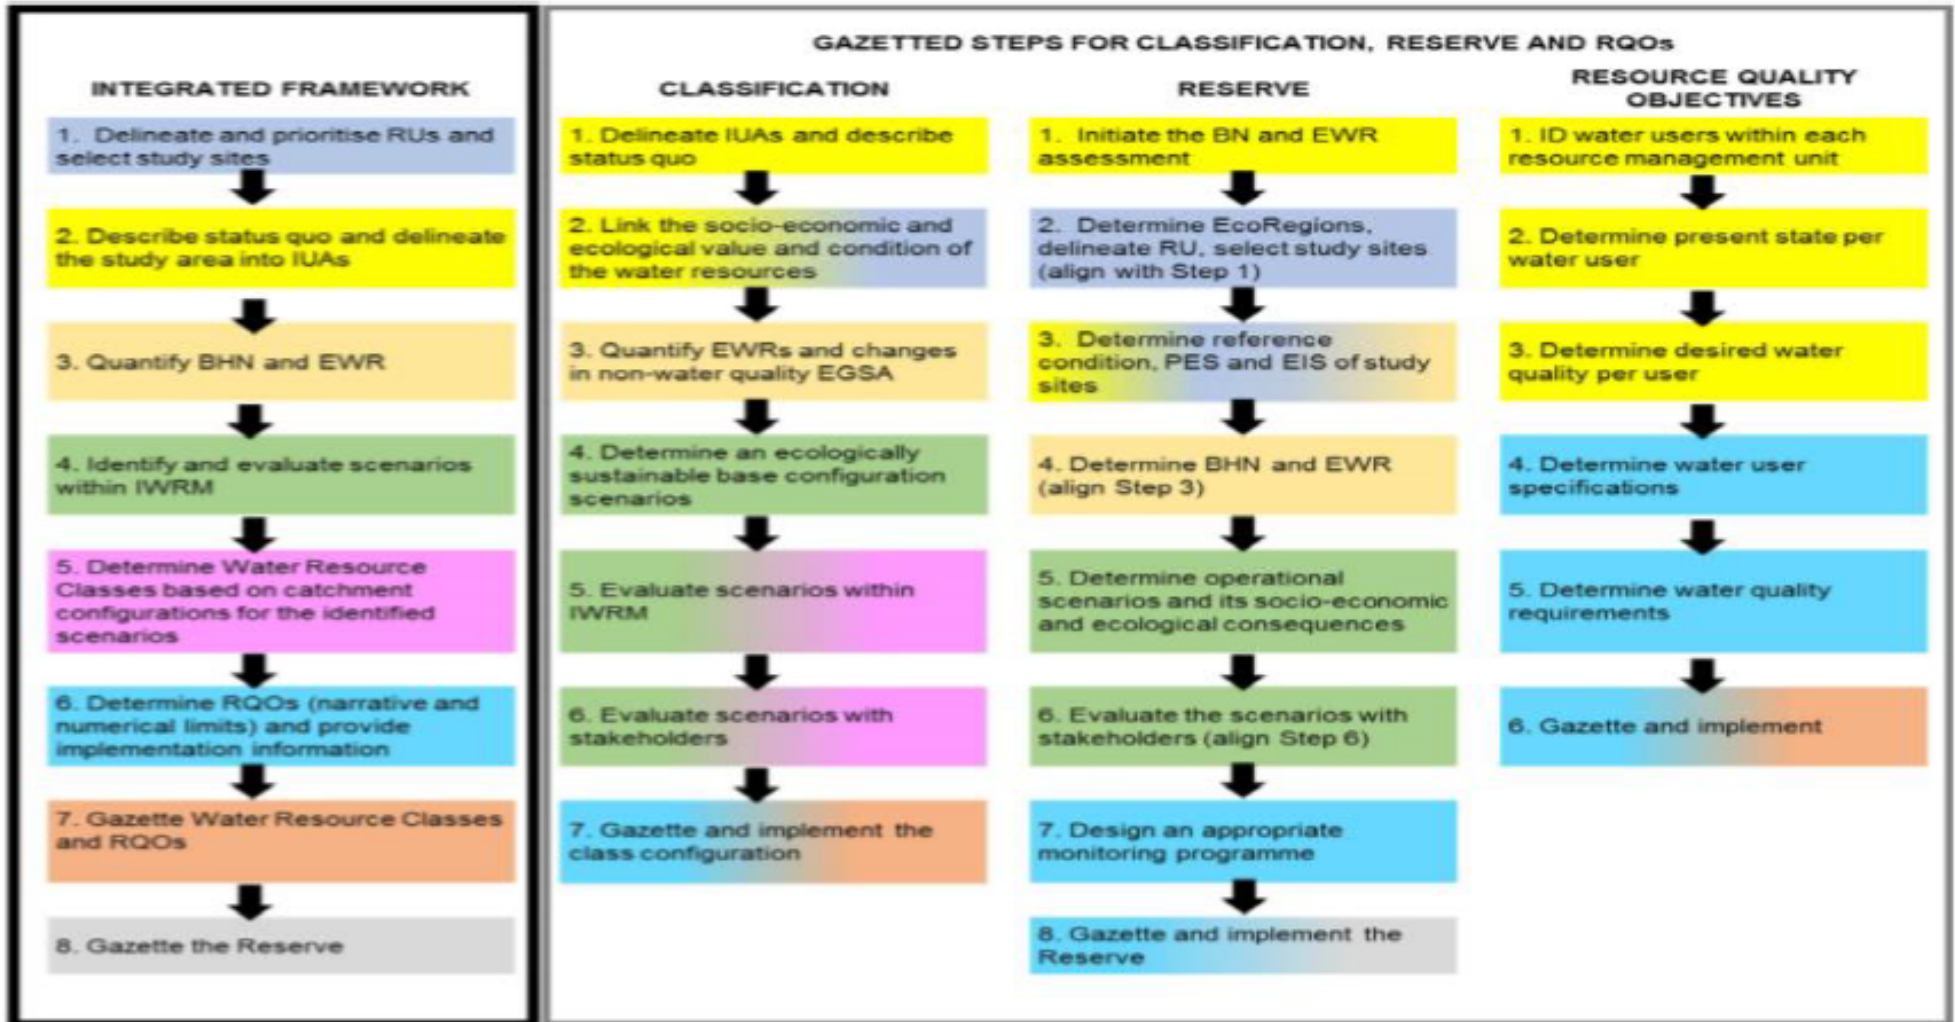 GAZETTED STEPS FOR CLASSIFICATION, RESERVE AND RQOs
INTEGRATED FRAMEWORK
1. Delineate and prioritise RUs and
select study sites
2. Describe status quo and delineate
the study area into IUAs
3. Quantify BHN and EWR
4. Identify and evaluate scenarios
within IWRM
5. Determine Water Resource
Classes based on catchment
configurations for the identified
scenarios
6. Determine RQOs (narrative and
numerical limits) and provide
implementation information
7. Gazette Water Resource Classes
and RQOs
8. Gazette the Reserve
CLASSIFICATION
1. Delineate IUAs and describe
status quo
2. Link the socio-economic and
ecological value and condition of
the water resources
3. Quantify EWRs and changes
in non-water quality EGSA
4. Determine an ecologically
sustainable base configuration
scenarios
5. Evaluate scenarios within
IWRM
6. Evaluate scenarios with
stakeholders
7. Gazette and implement the
class configuration
RESERVE
1. Initiate the BN and EWR
assessment
2. Determine EcoRegions,
delineate RU, select study sites
(align with Step 1)
3. Determine reference
condition, PES and EIS of study
sites
4. Determine BHN and EWR
(align Step 3)
5. Determine operational
scenarios and its socio-economic
and ecological consequences
6. Evaluate the scenarios with
stakeholders (align Step 6)
7. Design an appropriate
monitoring programme
8. Gazette and implement the
Reserve
RESOURCE QUALITY
OBJECTIVES
1. ID water users within each
resource management unit
2. Determine present state per
water user
3. Determine desired water
quality per user
4. Determine water user
specifications
5. Determine water quality
requirements
6. Gazette and implement